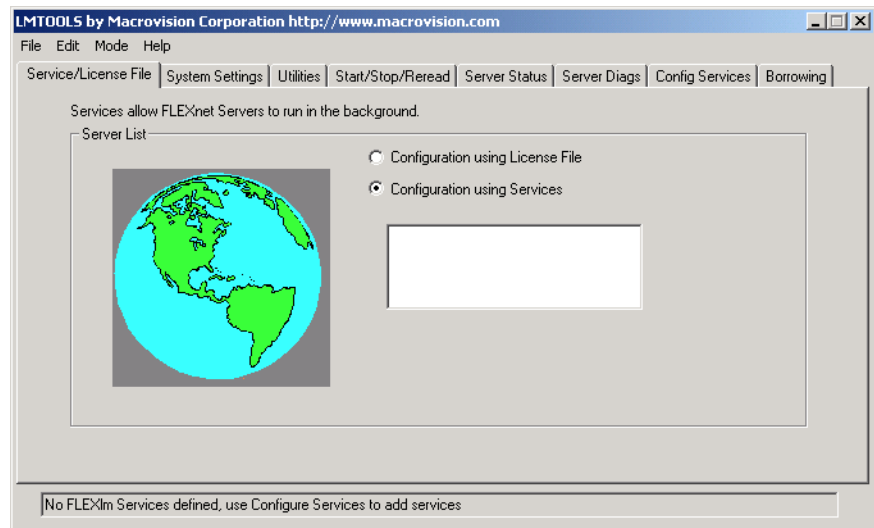 LMTOOLS by Macrovision Corporation http://www.macrovision.com
File Edit Mode Help
Service/License File System Settings Utilities Start/Stop/Reread Server Status Server Diags Config Services Borrowing
Services allow FLEXnet Servers to run in the background.
Server List
Configuration using License File
Configuration using Services
No FLEXlm Services defined, use Configure Services to add services